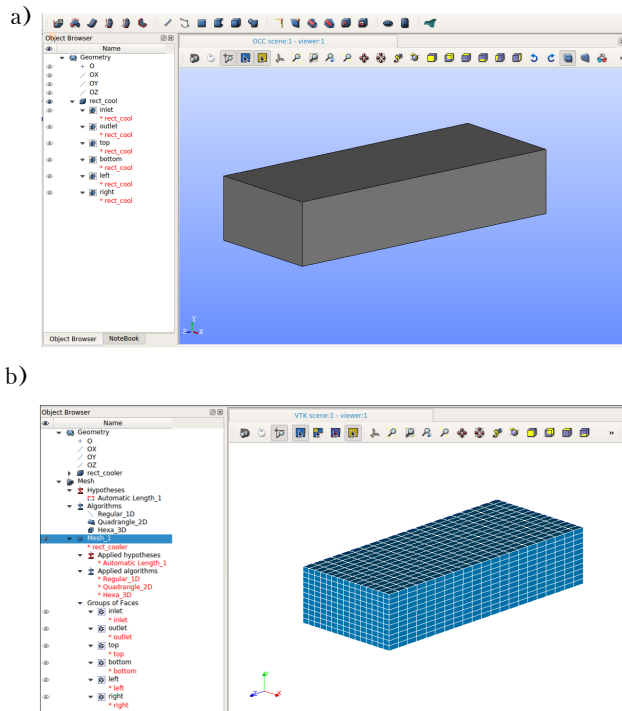 a)
Object Browser
OCC scene:1 - viewer:1
Name
Geometry
O
OX
OY
OZ
rect_cool
inlet
* rect_cool
outlet
* rect_cool
top
* rect_cool
bottom
* rect_cool
left
* rect_cool
right
* rect_cool
Y
Z X
Object Browser NoteBook
b)
Object Browser
VTK scene:1 - viewer:1
Name
Geometry
O
OX
OY
OZ
rect_cooler
Mesh
Hypotheses
Automatic Length_1
Algorithms
Regular_1D
Quadrangle_2D
Hexa_3D
Mesh_1
* rect_cooler
Applied hypotheses
* Automatic Length_1
Applied algorithms
* Regular_1D
* Quadrangle_2D
* Hexa_3D
Groups of Faces
inlet
* inlet
outlet
* outlet
top
* top
bottom
* bottom
left
* left
right
* right
Y
Z X